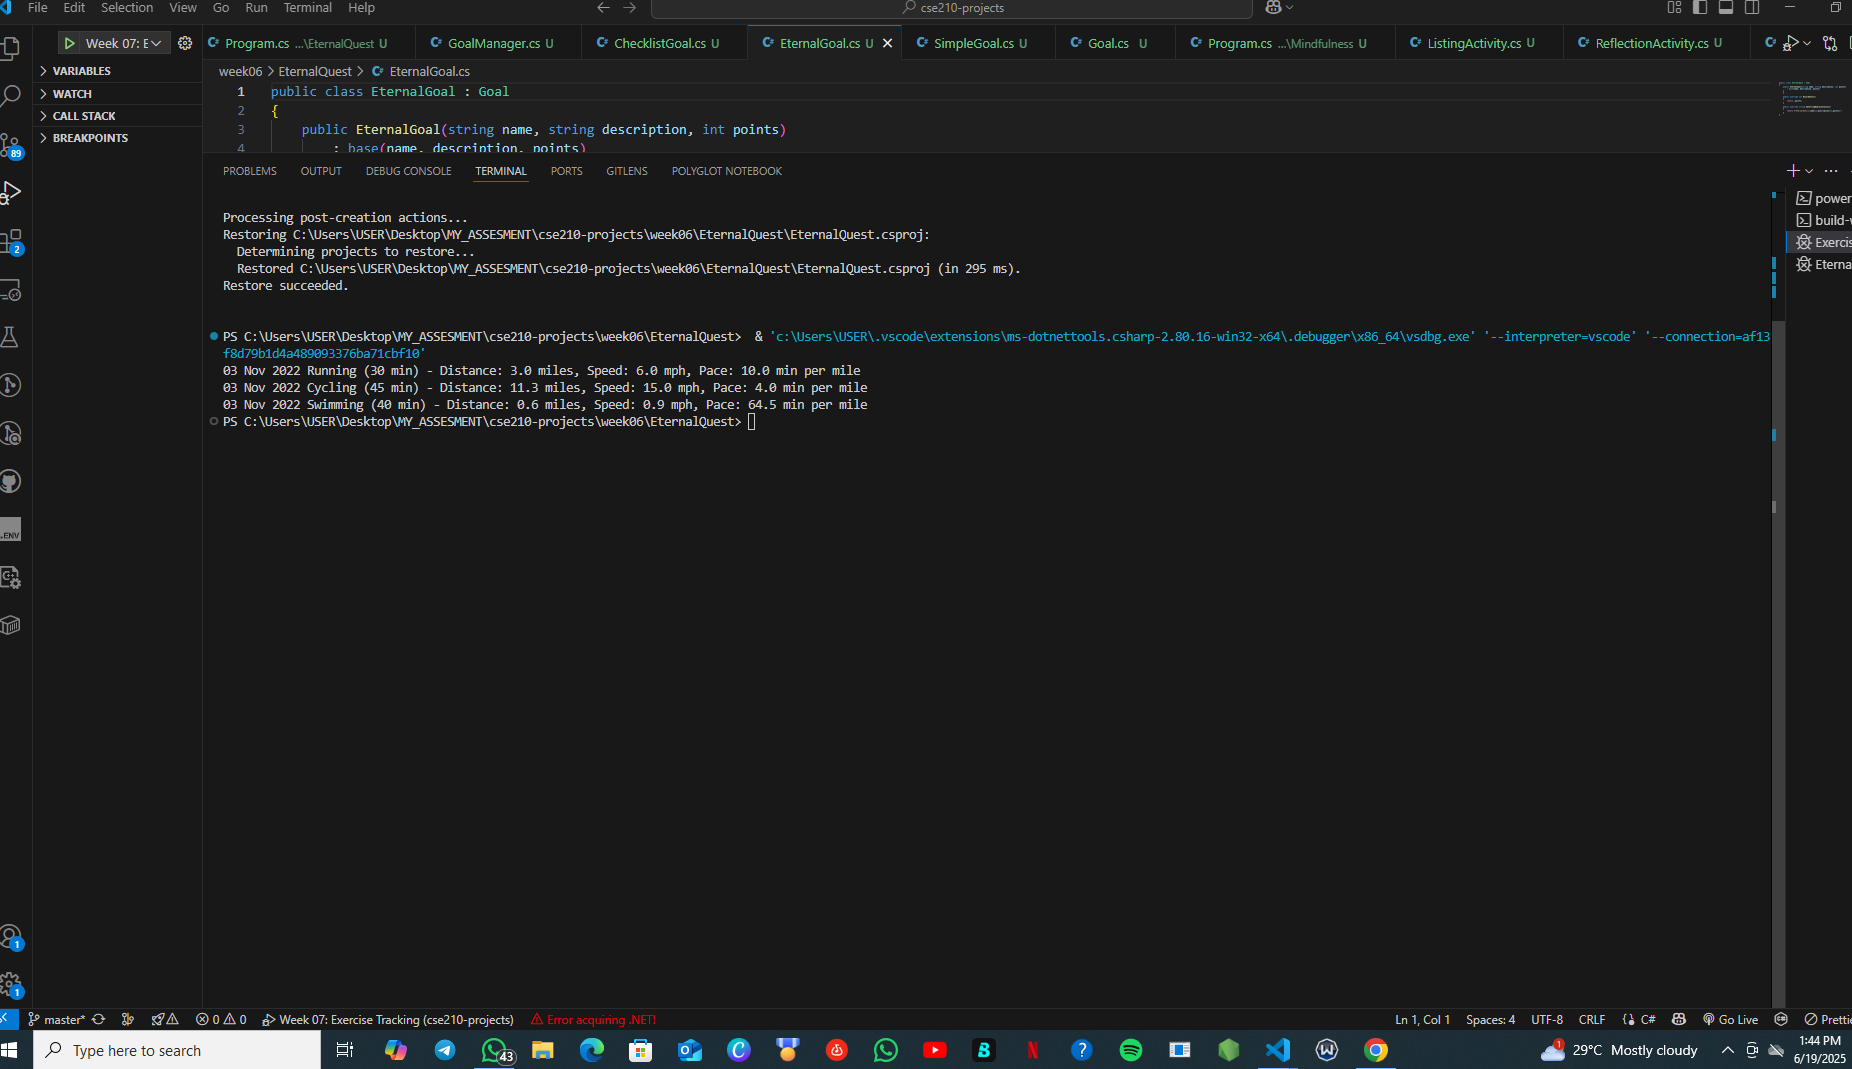 File Edit Selection View Go Run Terminal Help
cse210-projects
Week 07: E
Program.cs ...\EternalQuest U
GoalManager.cs U
ChecklistGoal.cs U
EternalGoal.cs U
SimpleGoal.cs U
Goal.cs U
Program.cs ...\Mindfulness U
ListingActivity.cs U
ReflectionActivity.cs U
VARIABLES
WATCH
CALL STACK
BREAKPOINTS
week06 > EternalQuest > EternalGoal.cs
1 public class EternalGoal : Goal
2 {
3 public EternalGoal(string name, string description, int points)
4 : base(name, description, points)
PROBLEMS OUTPUT DEBUG CONSOLE TERMINAL PORTS GITLENS POLYGLOT NOTEBOOK
power
build-
Exercis
Eterna
Processing post-creation actions...
Restoring C:\Users\USER\Desktop\MY_ASSESMENT\cse210-projects\week06\EternalQuest\EternalQuest.csproj:
Determining projects to restore...
Restored C:\Users\USER\Desktop\MY_ASSESMENT\cse210-projects\week06\EternalQuest\EternalQuest.csproj (in 295 ms).
Restore succeeded.
PS C:\Users\USER\Desktop\MY_ASSESMENT\cse210-projects\week06\EternalQuest> & 'c:\Users\USER\.vscode\extensions\ms-dotnettools.csharp-2.80.16-win32-x64\.debugger\x86_64\vsdbg.exe' '--interpreter=vscode' '--connection=af13
f8d79b1d4a489093376ba71cbf10'
03 Nov 2022 Running (30 min) - Distance: 3.0 miles, Speed: 6.0 mph, Pace: 10.0 min per mile
03 Nov 2022 Cycling (45 min) - Distance: 11.3 miles, Speed: 15.0 mph, Pace: 4.0 min per mile
03 Nov 2022 Swimming (40 min) - Distance: 0.6 miles, Speed: 0.9 mph, Pace: 64.5 min per mile
PS C:\Users\USER\Desktop\MY_ASSESMENT\cse210-projects\week06\EternalQuest>
89
2
.ENV
1
1
master* 0 0 Week 07: Exercise Tracking (cse210-projects) Error acquiring .NET! Ln 1, Col 1 Spaces: 4 UTF-8 CRLF C# Go Live Pretti
Type here to search
43
29°C Mostly cloudy
1:44 PM
6/19/2025